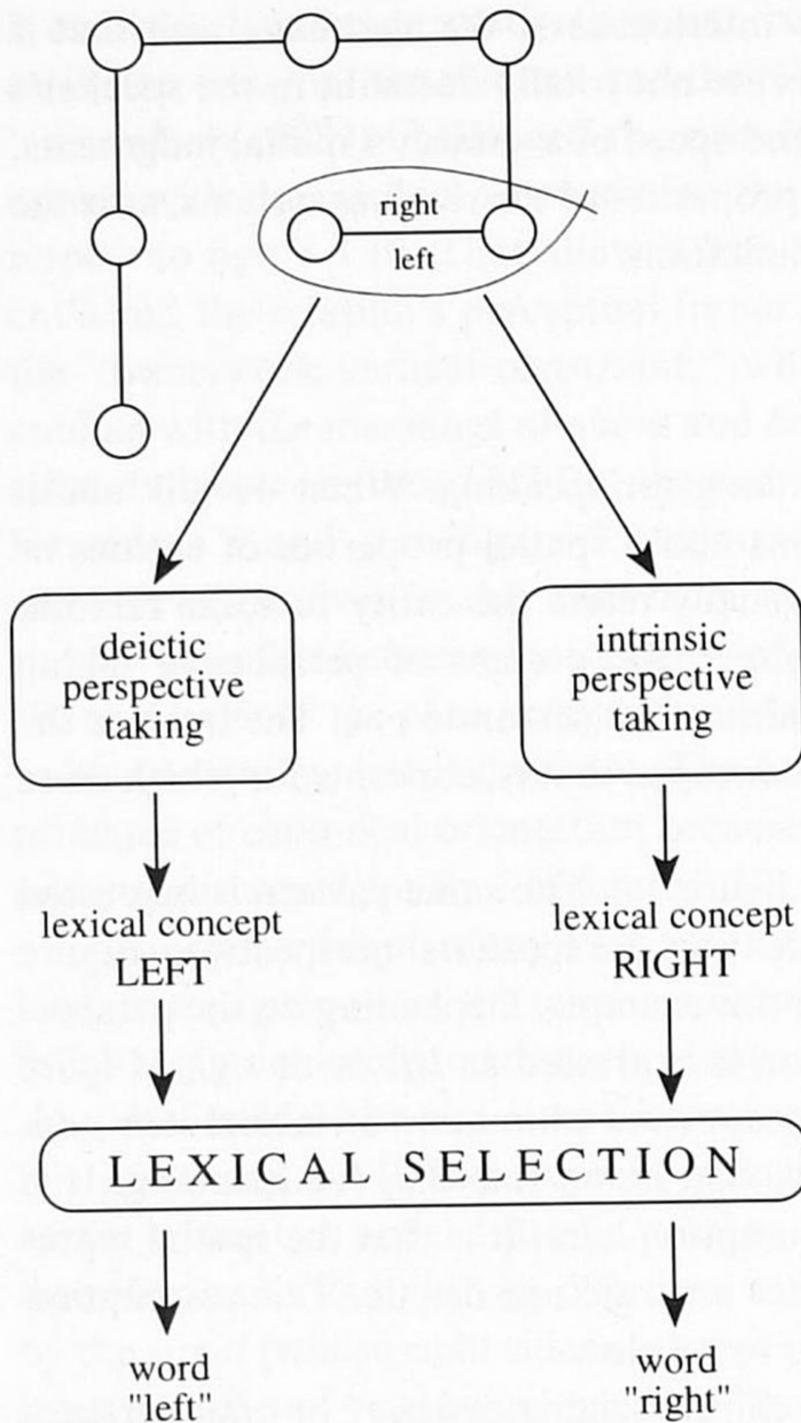 right
left
deictic
perspective
taking
intrinsic
perspective
taking
lexical concept
LEFT
lexical concept
RIGHT
LEXICAL SELECTION
word
"left"
word
"right"